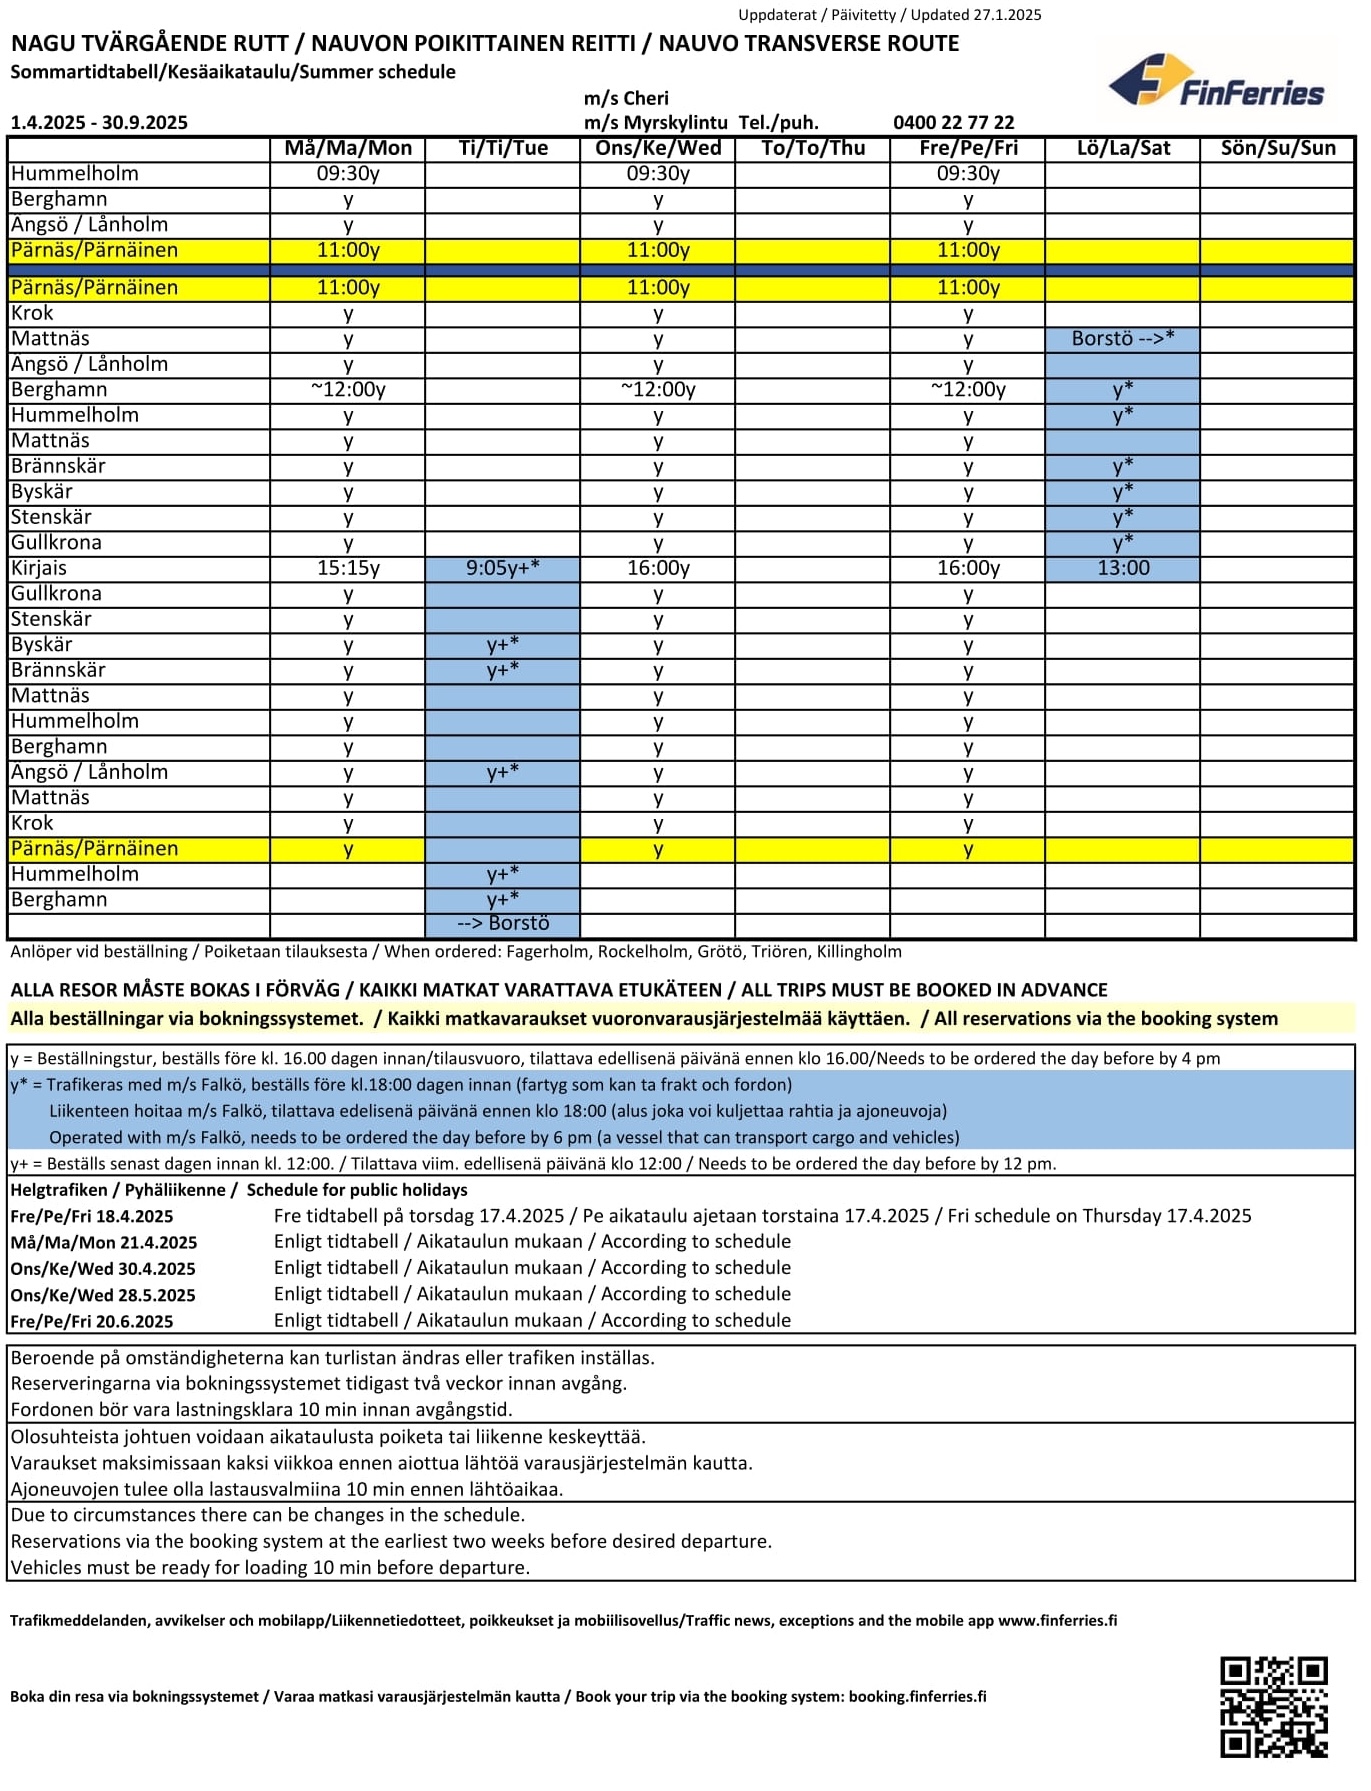 Uppdaterat / Päivitetty / Updated 27.1.2025
NAGU TVÄRGÅENDE RUTT / NAUVON POIKITTAINEN REITTI / NAUVO TRANSVERSE ROUTE
Sommartidtabell/Kesäaikataulu/Summer schedule
FinFerries
m/s Cheri
1.4.2025 - 30.9.2025 m/s Myrskylintu Tel./puh. 0400 22 77 22
Må/Ma/Mon Ti/Ti/Tue Ons/Ke/Wed To/To/Thu Fre/Pe/Fri Lö/La/Sat Sön/Su/Sun
Hummelholm 09:30y 09:30y 09:30y
Berghamn y y y
Ängsö / Lånholm y y y
Pärnäs/Pärnäinen 11:00y 11:00y 11:00y
Pärnäs/Pärnäinen 11:00y 11:00y 11:00y
Krok y y y
Mattnäs y y y Borstö -->*
Ängsö / Lånholm y y y
Berghamn ~12:00y ~12:00y ~12:00y y*
Hummelholm y y y y*
Mattnäs y y y
Brännskär y y y y*
Byskär y y y y*
Stenskär y y y y*
Gullkrona y y y y*
Kirjais 15:15y 9:05y+* 16:00y 16:00y 13:00
Gullkrona y y y
Stenskär y y y
Byskär y y+* y y
Brännskär y y+* y y
Mattnäs y y y
Hummelholm y y y
Berghamn y y y
Ängsö / Lånholm y y+* y y
Mattnäs y y y
Krok y y y
Pärnäs/Pärnäinen y y y
Hummelholm y+*
Berghamn y+*
--> Borstö
Anlöper vid beställning / Poiketaan tilauksesta / When ordered: Fagerholm, Rockelholm, Grötö, Triören, Killingholm
ALLA RESOR MÅSTE BOKAS I FÖRVÄG / KAIKKI MATKAT VARATTAVA ETUKÄTEEN / ALL TRIPS MUST BE BOOKED IN ADVANCE
Alla beställningar via bokningssystemet. / Kaikki matkavaraukset vuoronvarausjärjestelmää käyttäen. / All reservations via the booking system
y = Beställningstur, beställs före kl. 16.00 dagen innan/tilausvuoro, tilattava edellisenä päivänä ennen klo 16.00/Needs to be ordered the day before by 4 pm
y* = Trafikeras med m/s Falkö, beställs före kl.18:00 dagen innan (fartyg som kan ta frakt och fordon)
Liikenteen hoitaa m/s Falkö, tilattava edelisenä päivänä ennen klo 18:00 (alus joka voi kuljettaa rahtia ja ajoneuvoja)
Operated with m/s Falkö, needs to be ordered the day before by 6 pm (a vessel that can transport cargo and vehicles)
y+ = Beställs senast dagen innan kl. 12:00. / Tilattava viim. edellisenä päivänä klo 12:00 / Needs to be ordered the day before by 12 pm.
Helgtrafiken / Pyhäliikenne / Schedule for public holidays
Fre/Pe/Fri 18.4.2025 Fre tidtabell på torsdag 17.4.2025 / Pe aikataulu ajetaan torstaina 17.4.2025 / Fri schedule on Thursday 17.4.2025
Må/Ma/Mon 21.4.2025 Enligt tidtabell / Aikataulun mukaan / According to schedule
Ons/Ke/Wed 30.4.2025 Enligt tidtabell / Aikataulun mukaan / According to schedule
Ons/Ke/Wed 28.5.2025 Enligt tidtabell / Aikataulun mukaan / According to schedule
Fre/Pe/Fri 20.6.2025 Enligt tidtabell / Aikataulun mukaan / According to schedule
Beroende på omständigheterna kan turlistan ändras eller trafiken inställas.
Reserveringarna via bokningssystemet tidigast två veckor innan avgång.
Fordonen bör vara lastningsklara 10 min innan avgångstid.
Olosuhteista johtuen voidaan aikataulusta poiketa tai liikenne keskeyttää.
Varaukset maksimissaan kaksi viikkoa ennen aiottua lähtöä varausjärjestelmän kautta.
Ajoneuvojen tulee olla lastausvalmiina 10 min ennen lähtöaikaa.
Due to circumstances there can be changes in the schedule.
Reservations via the booking system at the earliest two weeks before desired departure.
Vehicles must be ready for loading 10 min before departure.
Trafikmeddelanden, avvikelser och mobilapp/Liikennetiedotteet, poikkeukset ja mobiilisovellus/Traffic news, exceptions and the mobile app www.finferries.fi
Boka din resa via bokningssystemet / Varaa matkasi varausjärjestelmän kautta / Book your trip via the booking system: booking.finferries.fi